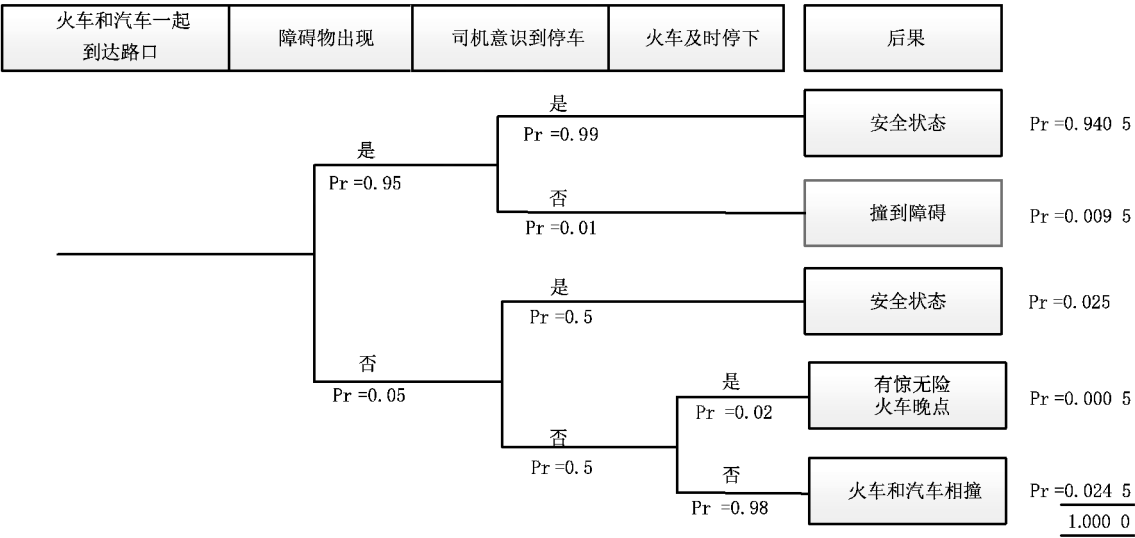 火车和汽车一起
到达路口
障碍物出现
司机意识到停车
火车及时停下
后果
是
Pr =0.99
安全状态
Pr =0.940 5
是
Pr =0.95
否
Pr =0.01
撞到障碍
Pr =0.009 5
是
Pr =0.5
安全状态
Pr =0.025
否
Pr =0.05
是
Pr =0.02
有惊无险
火车晚点
Pr =0.000 5
否
Pr =0.5
否
Pr =0.98
火车和汽车相撞
Pr =0.024 5
1.000 0